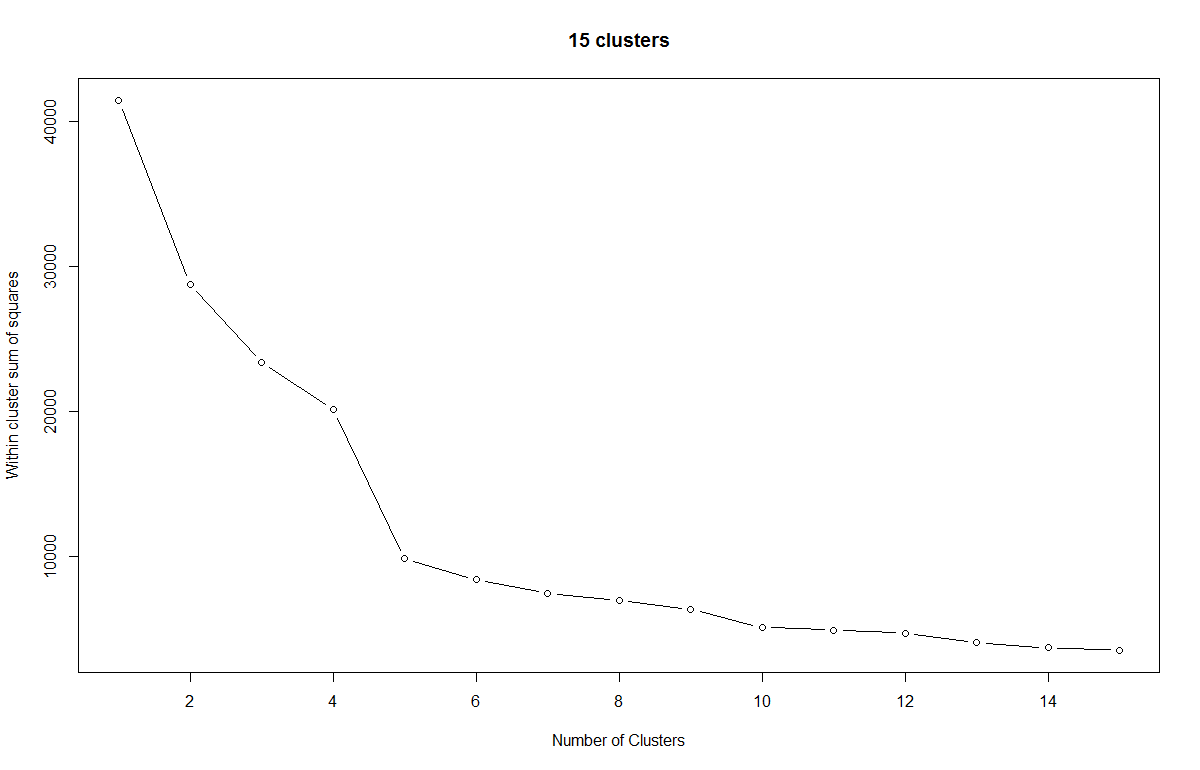 15 clusters
Within cluster sum of squares
40000
30000
20000
10000
2 4 6 8 10 12 14
Number of Clusters